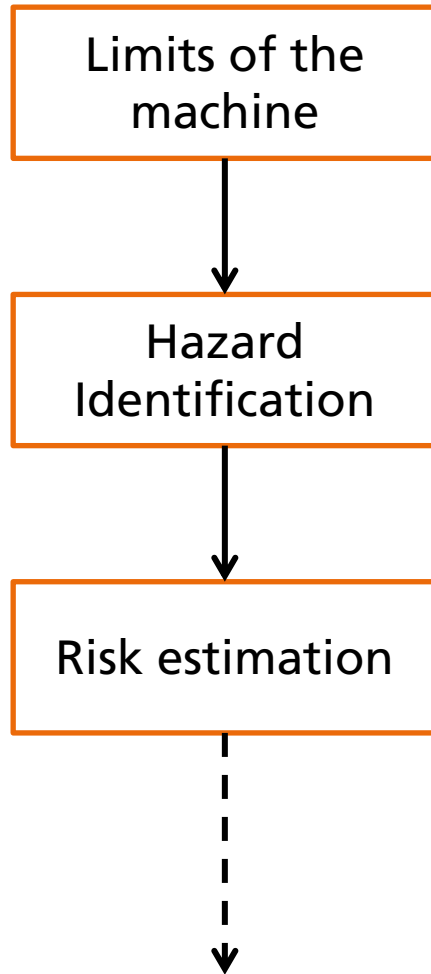 Limits of the
machine
Hazard
Identification
Risk estimation